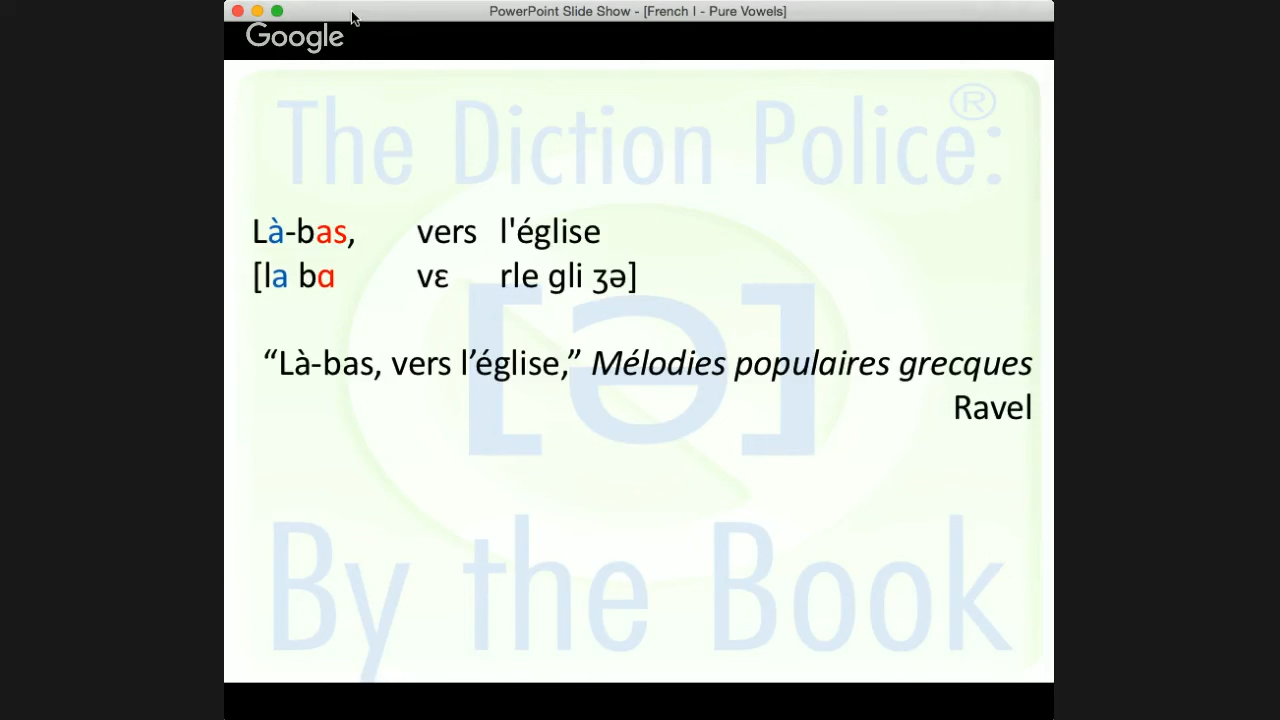 PowerPoint Slide Show - [French I - Pure Vowels]
Google
The Diction Police®:
Là-bas, vers l'église
[la bɑ vɛ rle gli ʒə]
“Là-bas, vers l’église,” Mélodies populaires grecques
Ravel
[ə]
By the Book